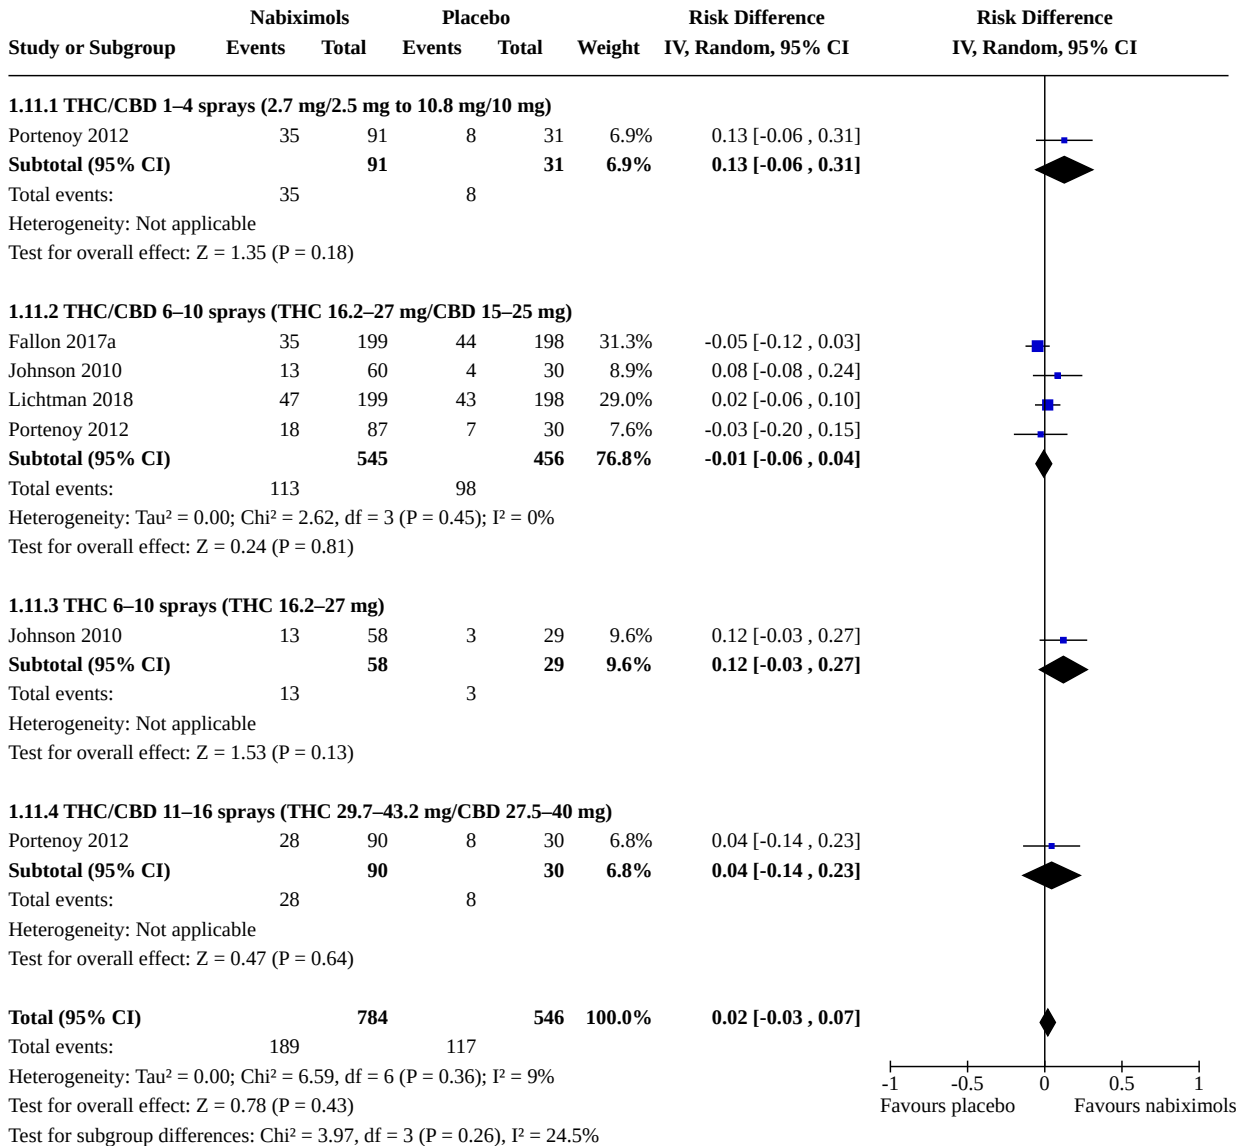 Nabiximols Placebo Risk Difference Risk Difference
Study or Subgroup Events Total Events Total Weight IV, Random, 95% CI IV, Random, 95% CI
1.11.1 THC/CBD 1–4 sprays (2.7 mg/2.5 mg to 10.8 mg/10 mg)
Portenoy 2012 35 91 8 31 6.9% 0.13 [-0.06 , 0.31]
Subtotal (95% CI) 91 31 6.9% 0.13 [-0.06 , 0.31]
Total events: 35 8
Heterogeneity: Not applicable
Test for overall effect: Z = 1.35 (P = 0.18)
1.11.2 THC/CBD 6–10 sprays (THC 16.2–27 mg/CBD 15–25 mg)
Fallon 2017a 35 199 44 198 31.3% -0.05 [-0.12 , 0.03]
Johnson 2010 13 60 4 30 8.9% 0.08 [-0.08 , 0.24]
Lichtman 2018 47 199 43 198 29.0% 0.02 [-0.06 , 0.10]
Portenoy 2012 18 87 7 30 7.6% -0.03 [-0.20 , 0.15]
Subtotal (95% CI) 545 456 76.8% -0.01 [-0.06 , 0.04]
Total events: 113 98
Heterogeneity: Tau² = 0.00; Chi² = 2.62, df = 3 (P = 0.45); I² = 0%
Test for overall effect: Z = 0.24 (P = 0.81)
1.11.3 THC 6–10 sprays (THC 16.2–27 mg)
Johnson 2010 13 58 3 29 9.6% 0.12 [-0.03 , 0.27]
Subtotal (95% CI) 58 29 9.6% 0.12 [-0.03 , 0.27]
Total events: 13 3
Heterogeneity: Not applicable
Test for overall effect: Z = 1.53 (P = 0.13)
1.11.4 THC/CBD 11–16 sprays (THC 29.7–43.2 mg/CBD 27.5–40 mg)
Portenoy 2012 28 90 8 30 6.8% 0.04 [-0.14 , 0.23]
Subtotal (95% CI) 90 30 6.8% 0.04 [-0.14 , 0.23]
Total events: 28 8
Heterogeneity: Not applicable
Test for overall effect: Z = 0.47 (P = 0.64)
Total (95% CI) 784 546 100.0% 0.02 [-0.03 , 0.07]
Total events: 189 117
Heterogeneity: Tau² = 0.00; Chi² = 6.59, df = 6 (P = 0.36); I² = 9%
-1 -0.5 0 0.5 1
Test for overall effect: Z = 0.78 (P = 0.43)
Favours placebo Favours nabiximols
Test for subgroup differences: Chi² = 3.97, df = 3 (P = 0.26), I² = 24.5%